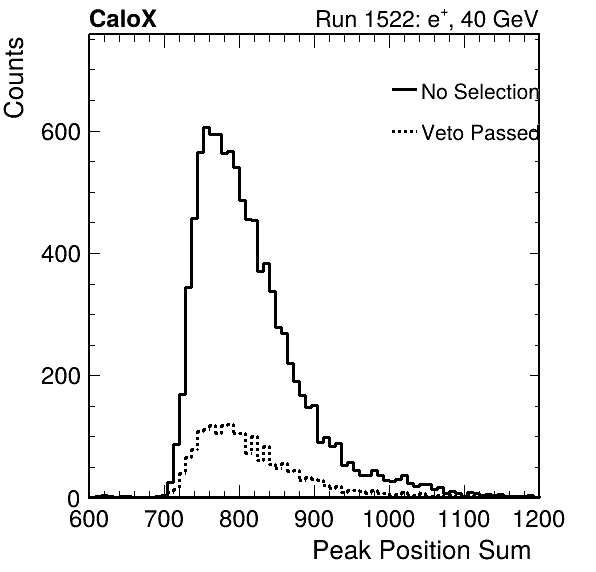 CaloX Run 1522: e⁺, 40 GeV
Counts
No Selection
Veto Passed
600
400
200
0
600 700 800 900 1000 1100 1200
Peak Position Sum